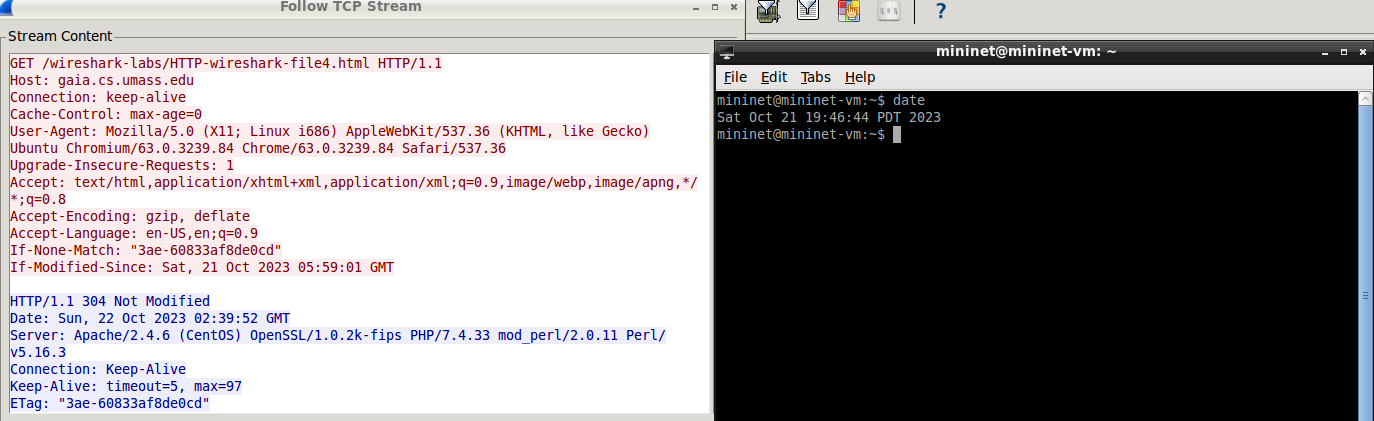 Follow TCP Stream
Stream Content
GET /wireshark-labs/HTTP-wireshark-file4.html HTTP/1.1
Host: gaia.cs.umass.edu
Connection: keep-alive
Cache-Control: max-age=0
User-Agent: Mozilla/5.0 (X11; Linux i686) AppleWebKit/537.36 (KHTML, like Gecko)
Ubuntu Chromium/63.0.3239.84 Chrome/63.0.3239.84 Safari/537.36
Upgrade-Insecure-Requests: 1
Accept: text/html,application/xhtml+xml,application/xml;q=0.9,image/webp,image/apng,*/
*;q=0.8
Accept-Encoding: gzip, deflate
Accept-Language: en-US,en;q=0.9
If-None-Match: "3ae-60833af8de0cd"
If-Modified-Since: Sat, 21 Oct 2023 05:59:01 GMT
HTTP/1.1 304 Not Modified
Date: Sun, 22 Oct 2023 02:39:52 GMT
Server: Apache/2.4.6 (CentOS) OpenSSL/1.0.2k-fips PHP/7.4.33 mod_perl/2.0.11 Perl/
v5.16.3
Connection: Keep-Alive
Keep-Alive: timeout=5, max=97
ETag: "3ae-60833af8de0cd"
mininet@mininet-vm: ~
File Edit Tabs Help
mininet@mininet-vm:~$ date
Sat Oct 21 19:46:44 PDT 2023
mininet@mininet-vm:~$